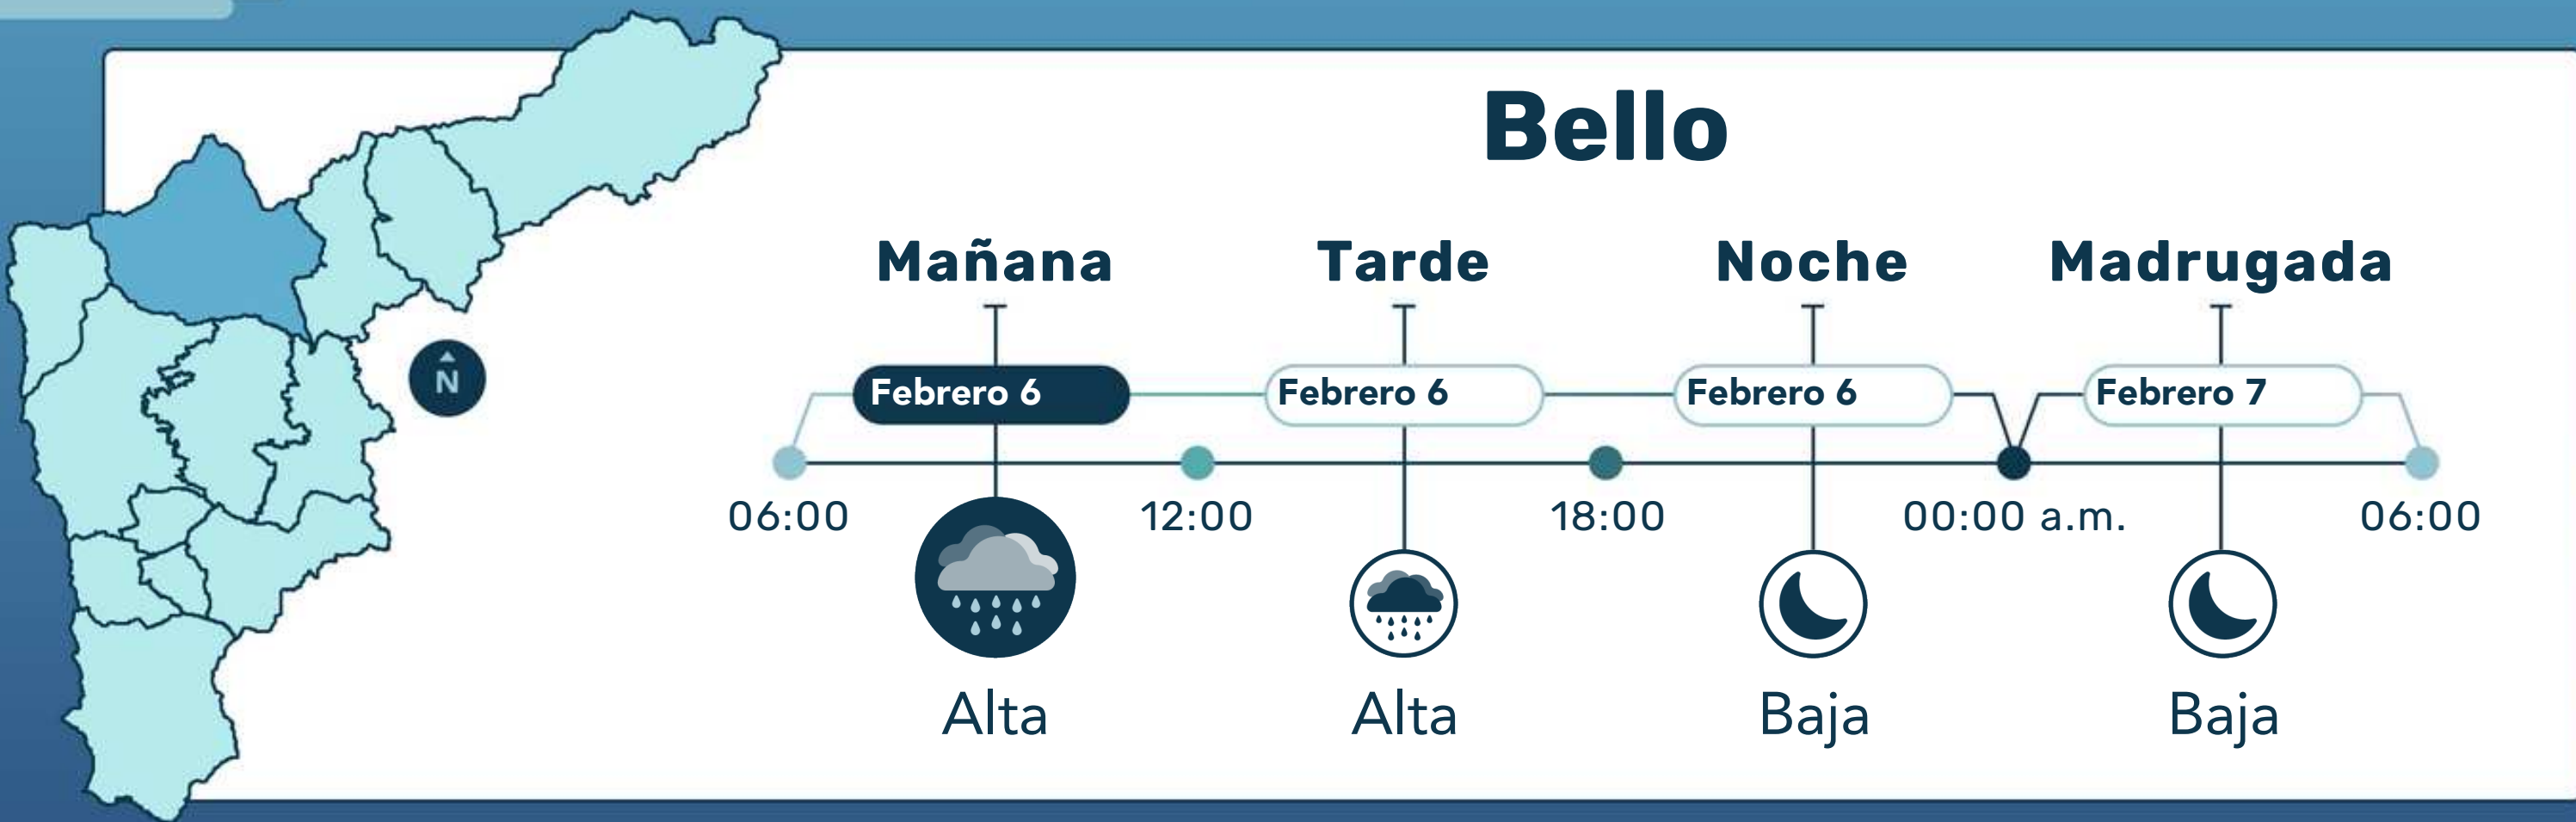 Bello
Mañana
Tarde
Noche
Madrugada
Febrero 6
Febrero 6
Febrero 6
Febrero 7
N
06:00
12:00
18:00
00:00 a.m.
06:00
Alta
Alta
Baja
Baja